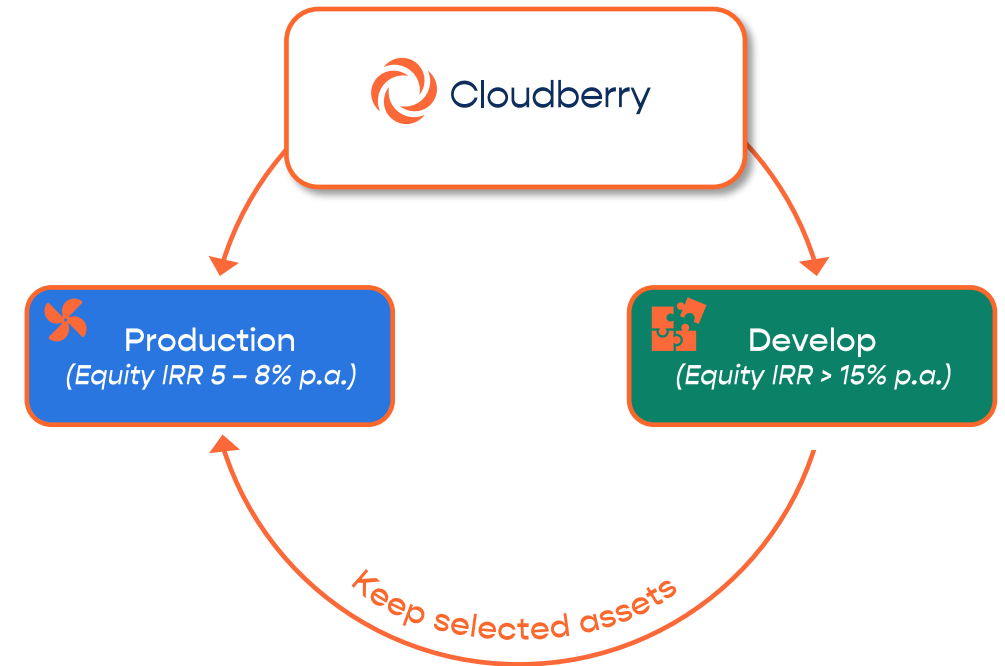 Cloudberry
Production
(Equity IRR 5 – 8% p.a.)
Develop
(Equity IRR > 15% p.a.)
Keep selected assets